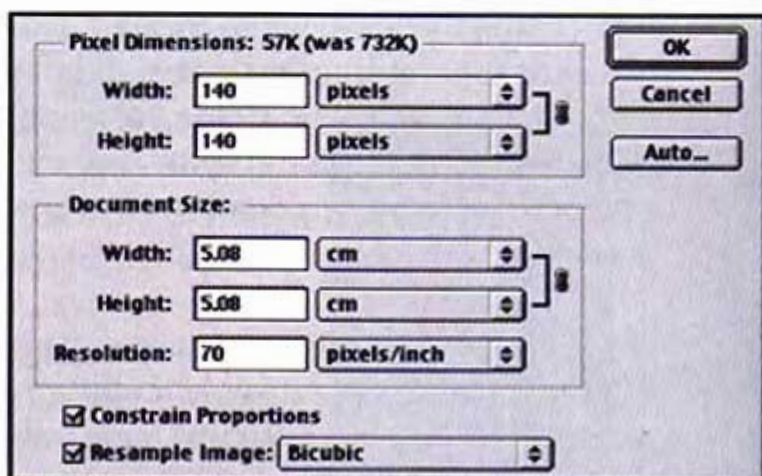 Pixel Dimensions: 57K (was 732K)
OK
Width: 140 pixels
Cancel
Height: 140 pixels
Auto...
Document Size:
Width: 5.08 cm
Height: 5.08 cm
Resolution: 70 pixels/inch
Constrain Proportions
Resample Image: Bicubic